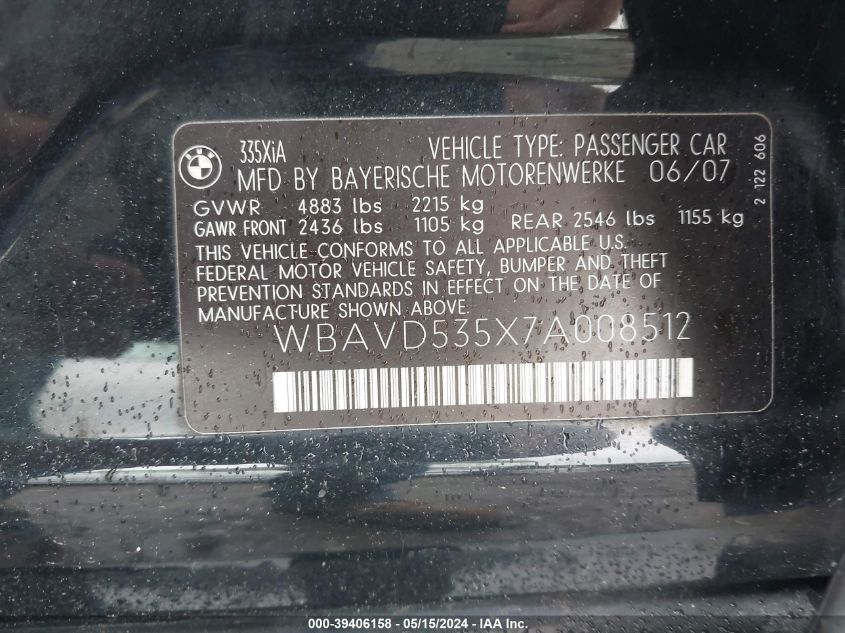 BMW
335XiA VEHICLE TYPE: PASSENGER CAR
MFD BY BAYERISCHE MOTORENWERKE 06/07
GVWR 4883 lbs 2215 kg
GAWR FRONT 2436 lbs 1105 kg REAR 2546 lbs 1155 kg
THIS VEHICLE CONFORMS TO ALL APPLICABLE U.S.
FEDERAL MOTOR VEHICLE SAFETY, BUMPER AND THEFT
PREVENTION STANDARDS IN EFFECT ON THE DATE OF
MANUFACTURE SHOWN ABOVE.
WBAVD535X7A008512
2 122 606
000-39406158 - 05/15/2024 - IAA Inc.